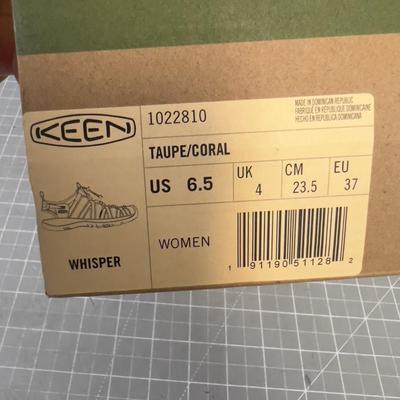 KEEN
1022810
MADE IN DOMINICAN REPUBLIC
FABRIQUÉ EN RÉPUBLIQUE DOMINICAINE
HECHO EN REPUBLICA DOMINICANA
TAUPE/CORAL
US 6.5
UK 4
CM 23.5
EU 37
WHISPER
WOMEN
1 91190 51128 2